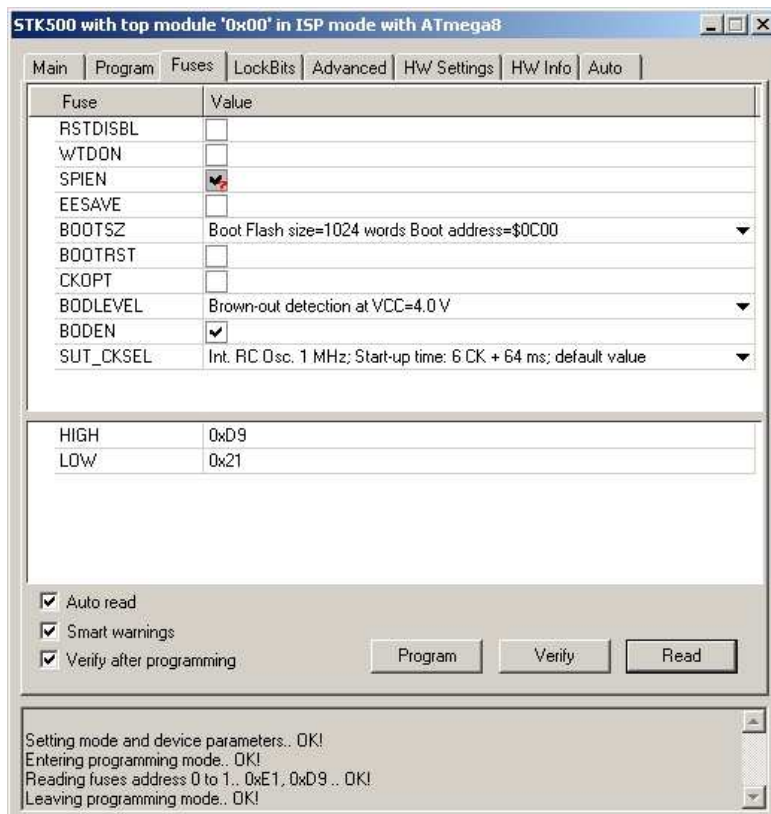 STK500 with top module '0x00' in ISP mode with ATmega8
Main Program Fuses LockBits Advanced HW Settings HW Info Auto
Fuse Value
RSTDISBL
WTDON
SPIEN
EESAVE
BOOTSZ Boot Flash size=1024 words Boot address=$0C00
BOOTRST
CKOPT
BODLEVEL Brown-out detection at VCC=4.0 V
BODEN
SUT_CKSEL Int. RC Osc. 1 MHz; Start-up time: 6 CK + 64 ms; default value
HIGH 0xD9
LOW 0x21
Auto read
Smart warnings
Verify after programming
Program Verify Read
Setting mode and device parameters.. OK!
Entering programming mode.. OK!
Reading fuses address 0 to 1.. 0xE1, 0xD9 .. OK!
Leaving programming mode.. OK!